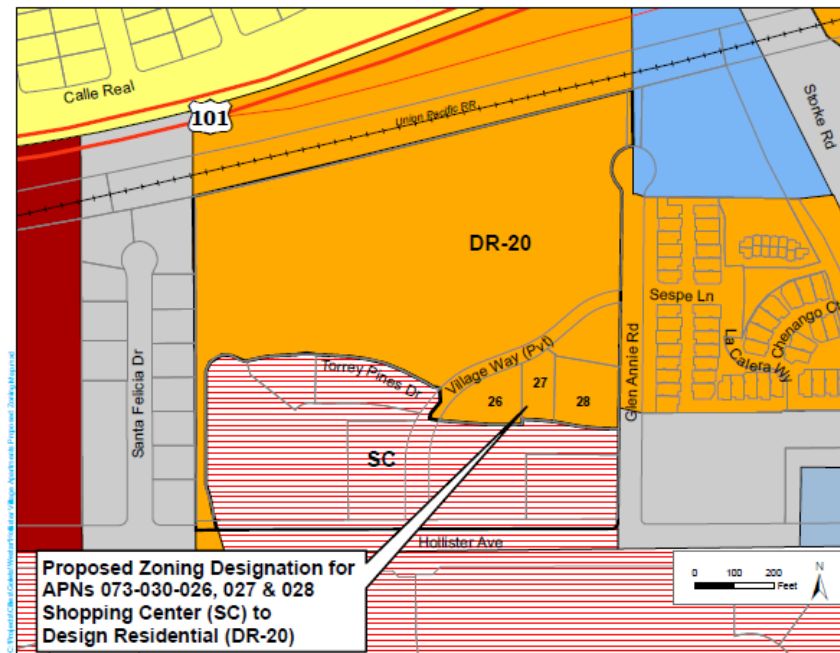 Calle Real
101
Union Pacific RR
Storke Rd
DR-20
Sespe Ln
Chenango Ct
La Calera Wy
Glen Annie Rd
Village Way (Pvt)
Torrey Pines Dr
26
27
28
Santa Felicia Dr
SC
Hollister Ave
Proposed Zoning Designation for
APNs 073-030-026, 027 & 028
Shopping Center (SC) to
Design Residential (DR-20)
0 100 200
Feet
N